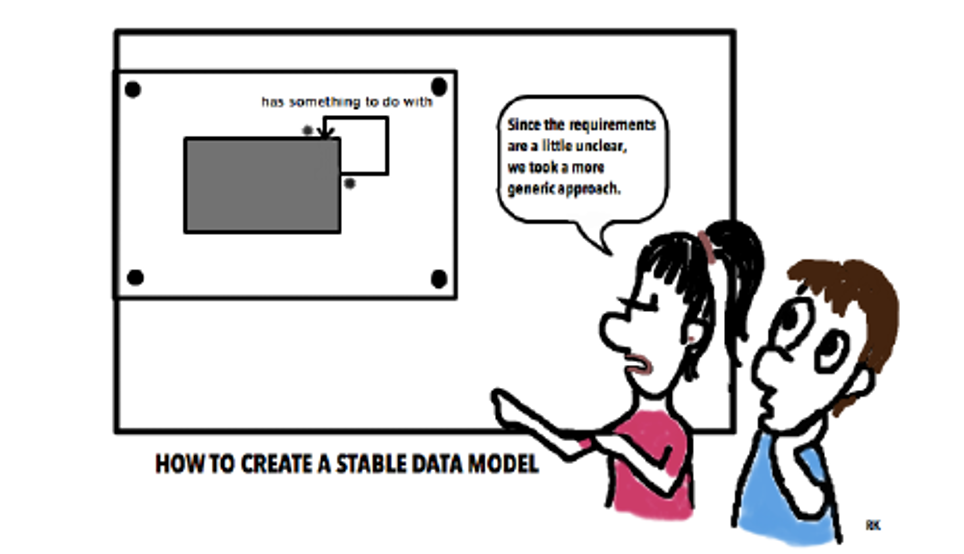 has something to do with
Since the requirements
are a little unclear,
we took a more
generic approach.
HOW TO CREATE A STABLE DATA MODEL
RK